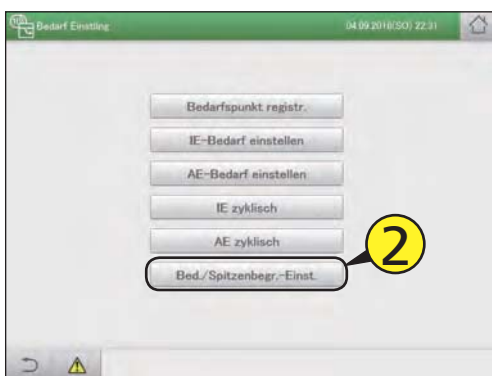 Bedarf Einstllng
04.09.2016(SO) 22:31
Bedarfspunkt registr.
IE-Bedarf einstellen
AE-Bedarf einstellen
IE zyklisch
AE zyklisch
Bed./Spitzenbegr.-Einst.
2